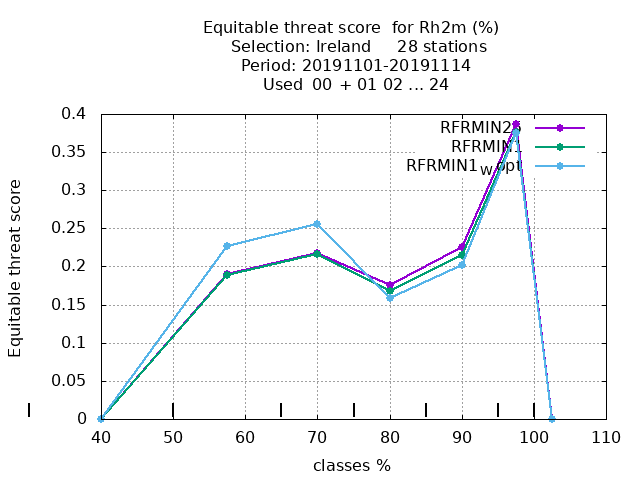 Equitable threat score for Rh2m (%)
Selection: Ireland 28 stations
Period: 20191101-20191114
Used 00 + 01 02 ... 24
0.4
0.35
0.3
0.25
0.2
0.15
0.1
0.05
0
Equitable threat score
RFRMIN2
RFRMIN1
RFRMIN1wopt
40
50
60
70
80
90
100
110
classes %